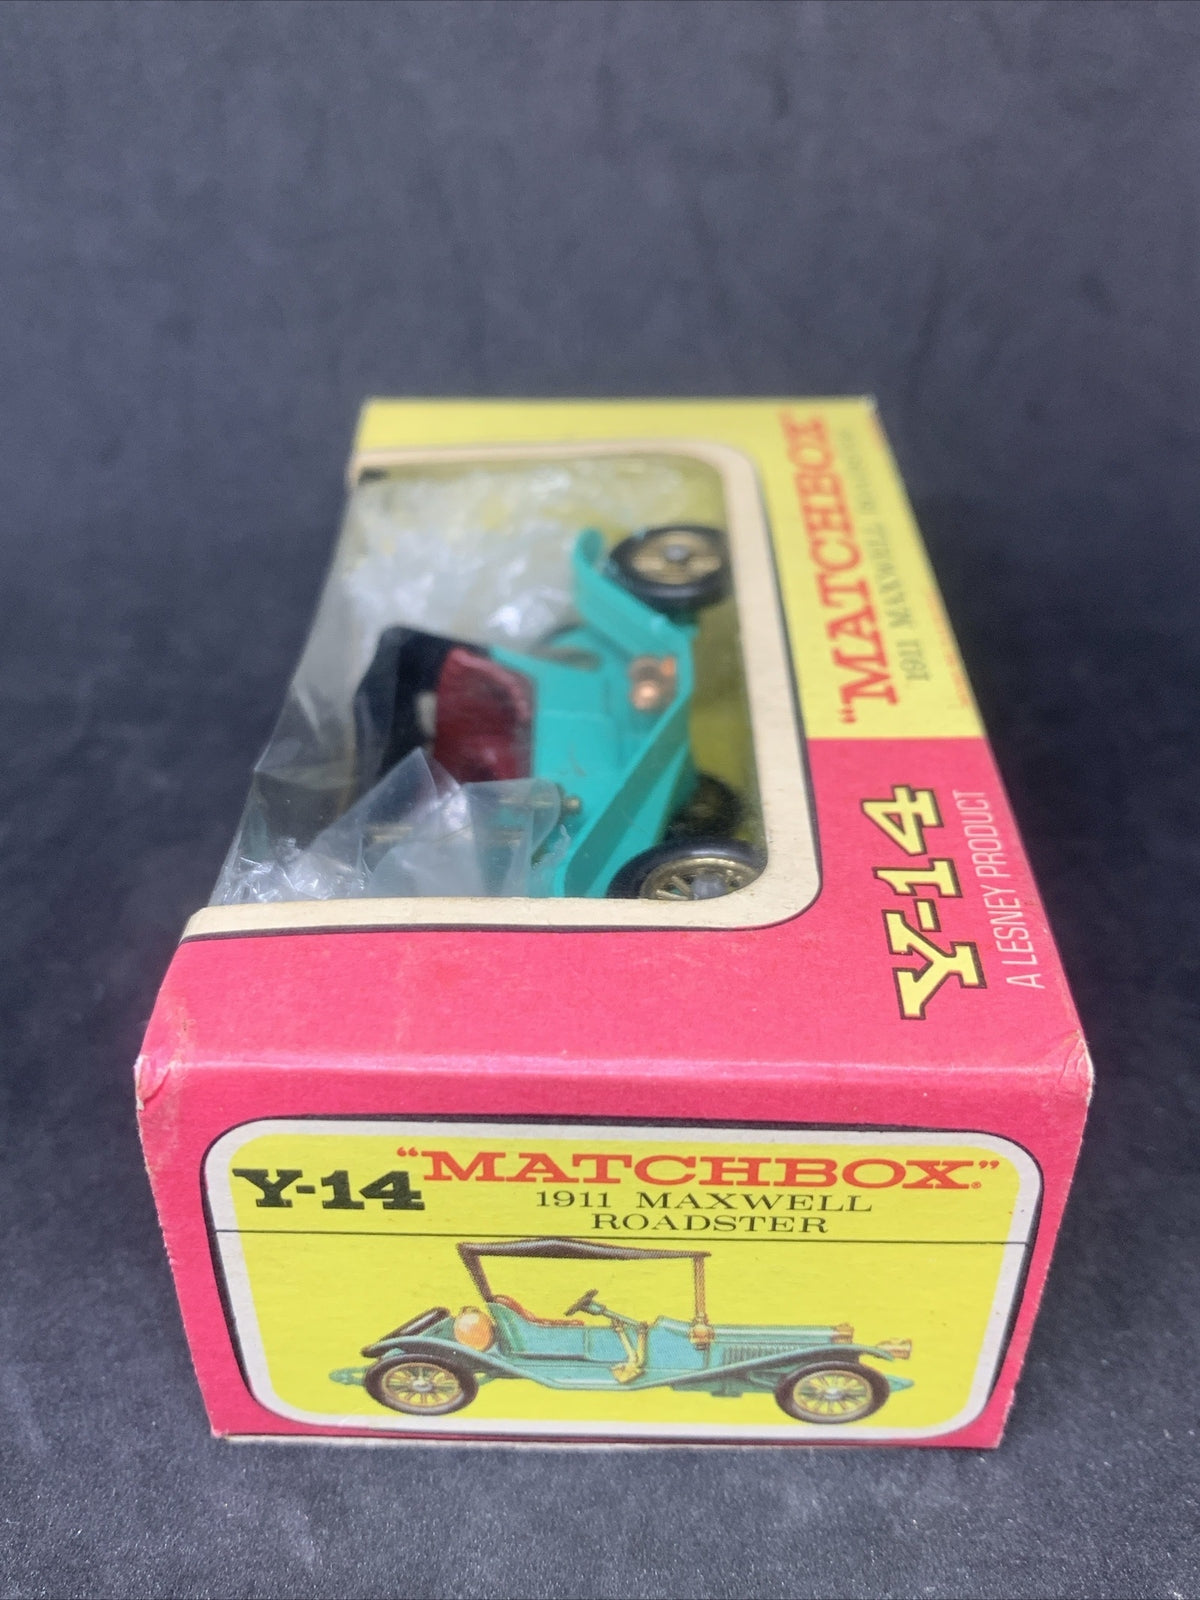 "MATCHBOX"
1911 MAXWELL ROADSTER
Y-14
A LESNEY PRODUCT
Y-14 "MATCHBOX"®
1911 MAXWELL
ROADSTER